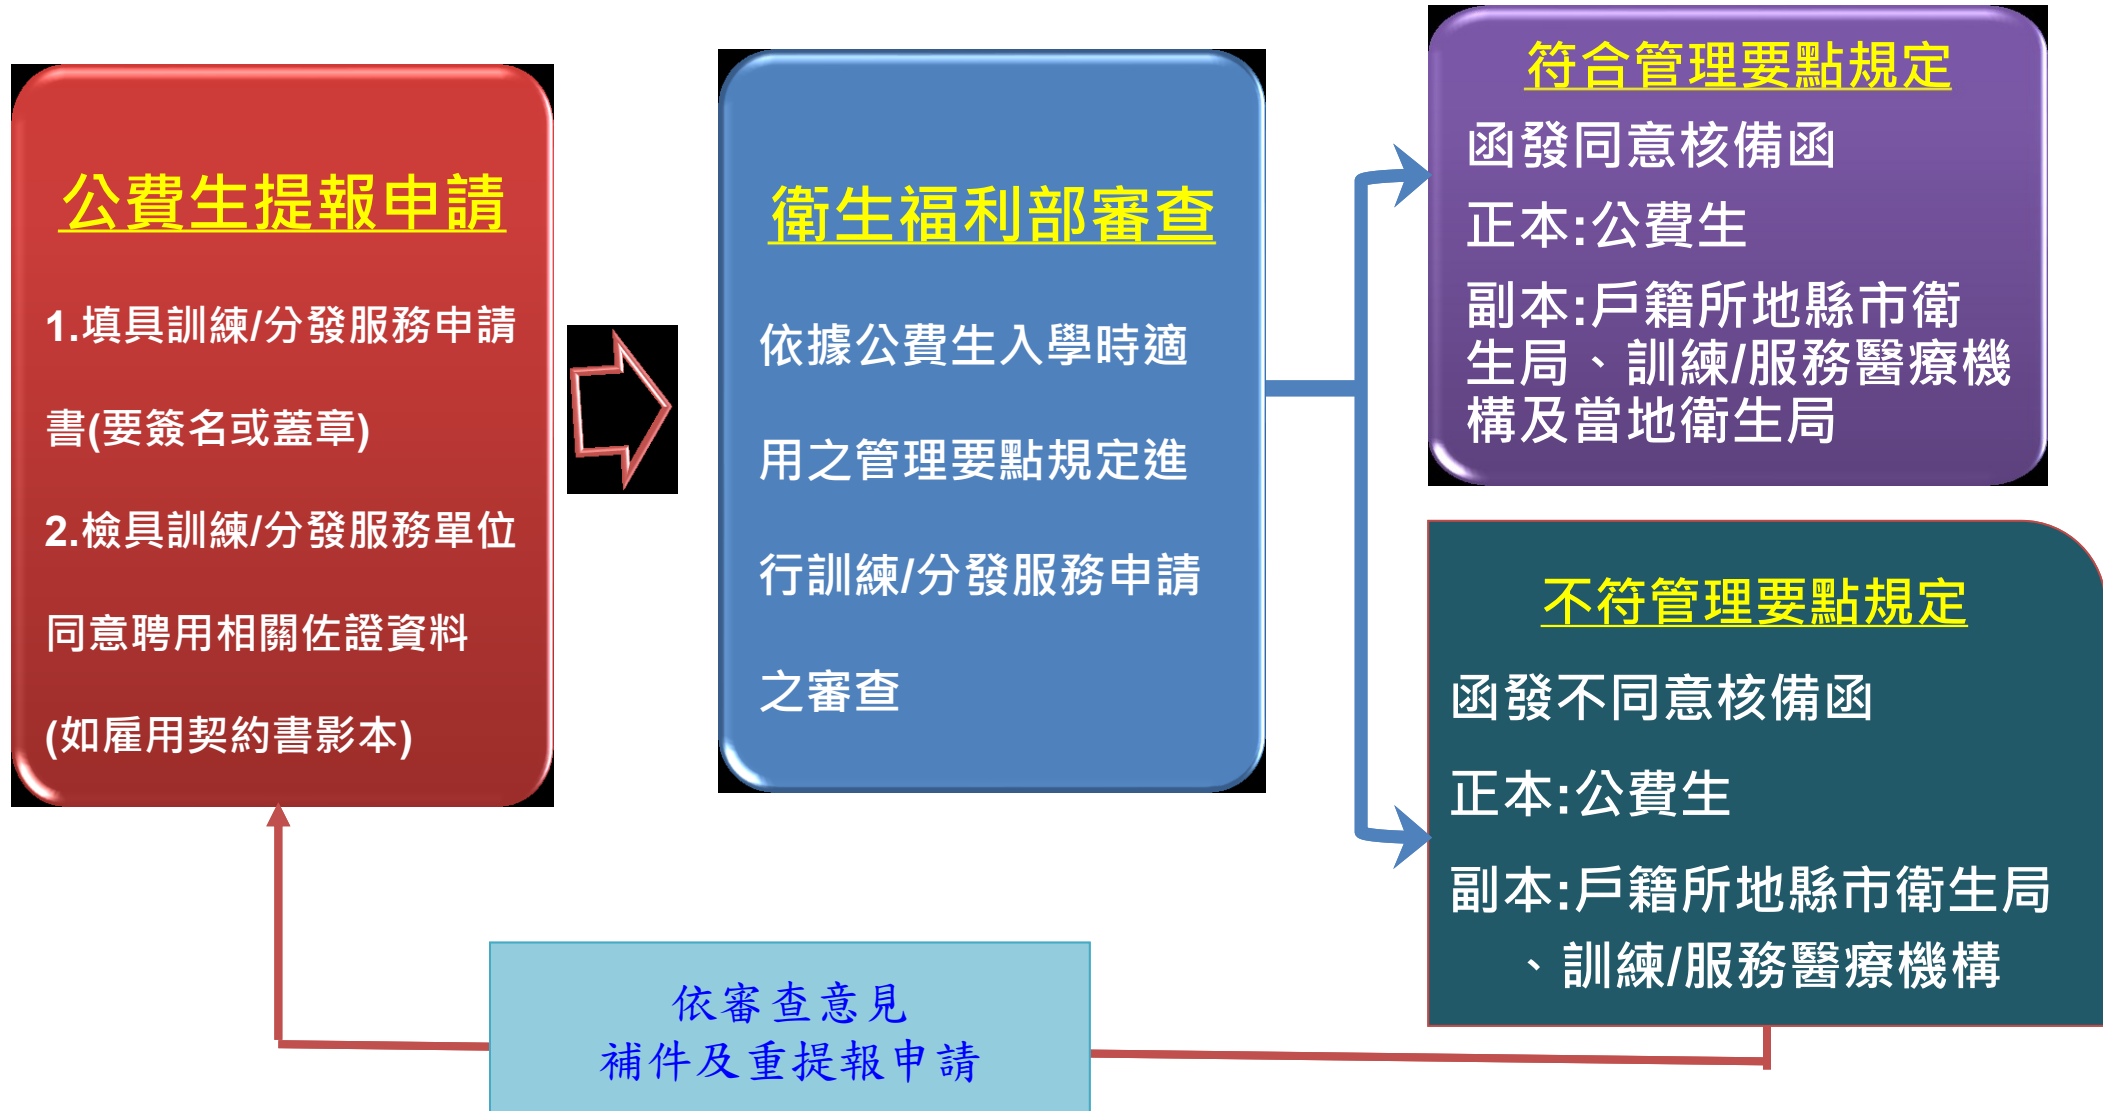 公費生提報申請
1.填具訓練/分發服務申請
書(要簽名或蓋章)
2.檢具訓練/分發服務單位
同意聘用相關佐證資料
(如雇用契約書影本)
衛生福利部審查
依據公費生入學時適
用之管理要點規定進
行訓練/分發服務申請
之審查
符合管理要點規定
函發同意核備函
正本:公費生
副本:戶籍所地縣市衛
生局、訓練/服務醫療機
構及當地衛生局
不符管理要點規定
函發不同意核備函
正本:公費生
副本:戶籍所地縣市衛生局
、訓練/服務醫療機構
依審查意見
補件及重提報申請